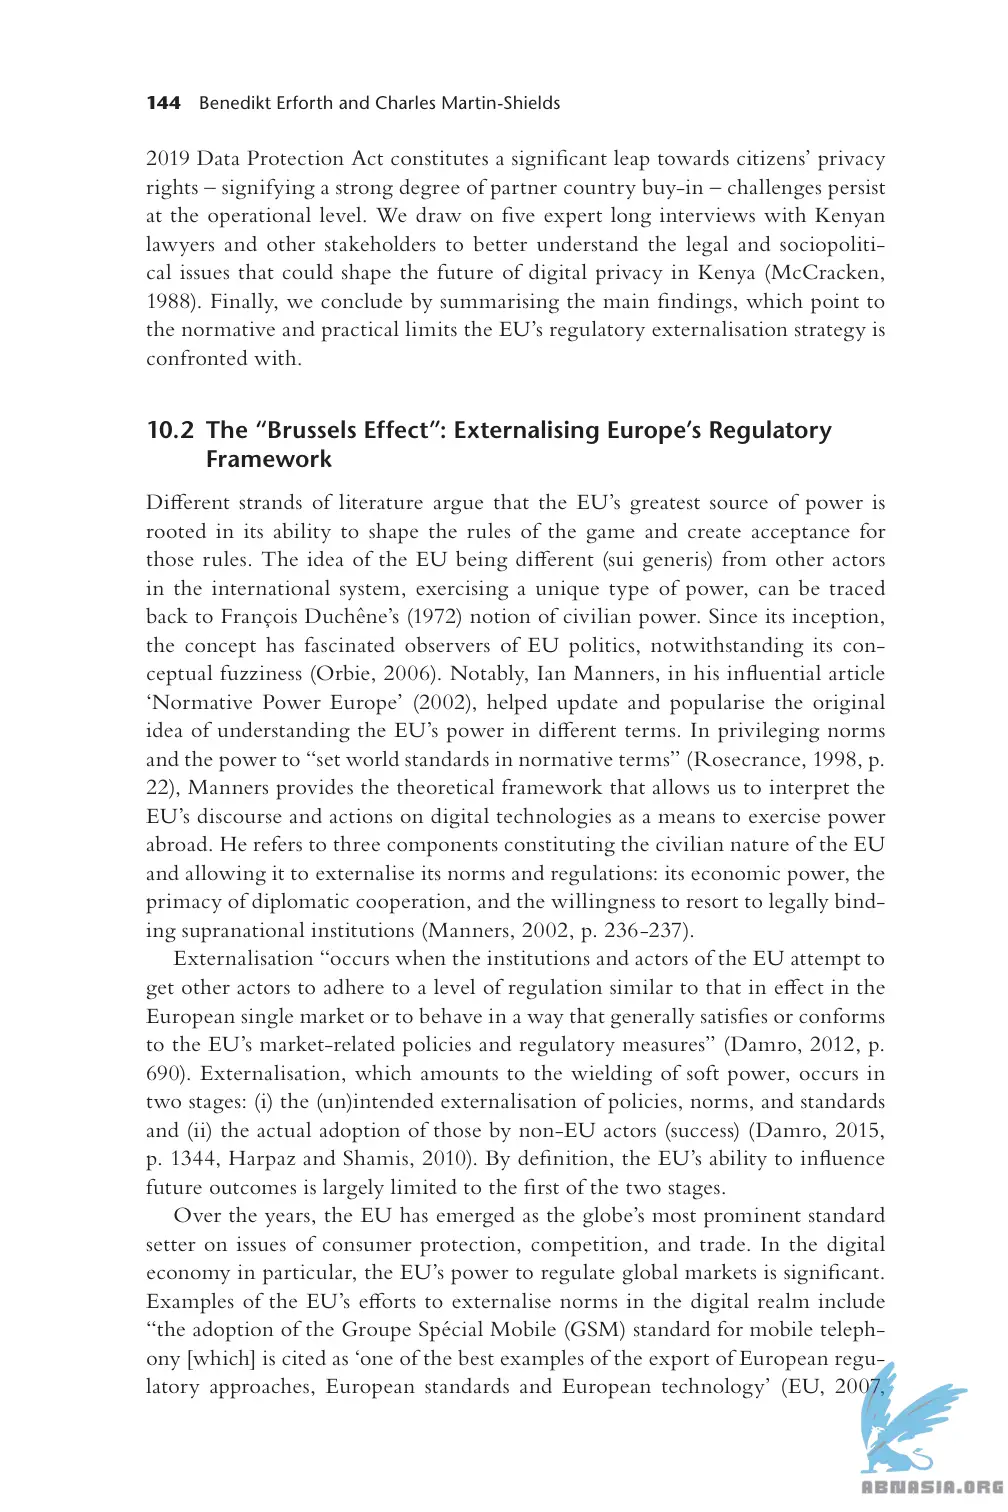 144 Benedikt Erforth and Charles Martin-Shields
2019 Data Protection Act constitutes a significant leap towards citizens’ privacy
rights – signifying a strong degree of partner country buy-in – challenges persist
at the operational level. We draw on five expert long interviews with Kenyan
lawyers and other stakeholders to better understand the legal and sociopoliti-
cal issues that could shape the future of digital privacy in Kenya (McCracken,
1988). Finally, we conclude by summarising the main findings, which point to
the normative and practical limits the EU’s regulatory externalisation strategy is
confronted with.
10.2 The “Brussels Effect”: Externalising Europe’s Regulatory
Framework
Different strands of literature argue that the EU’s greatest source of power is
rooted in its ability to shape the rules of the game and create acceptance for
those rules. The idea of the EU being different (sui generis) from other actors
in the international system, exercising a unique type of power, can be traced
back to François Duchêne’s (1972) notion of civilian power. Since its inception,
the concept has fascinated observers of EU politics, notwithstanding its con-
ceptual fuzziness (Orbie, 2006). Notably, Ian Manners, in his influential article
‘Normative Power Europe’ (2002), helped update and popularise the original
idea of understanding the EU’s power in different terms. In privileging norms
and the power to “set world standards in normative terms” (Rosecrance, 1998, p.
22), Manners provides the theoretical framework that allows us to interpret the
EU’s discourse and actions on digital technologies as a means to exercise power
abroad. He refers to three components constituting the civilian nature of the EU
and allowing it to externalise its norms and regulations: its economic power, the
primacy of diplomatic cooperation, and the willingness to resort to legally bind-
ing supranational institutions (Manners, 2002, p. 236-237).
Externalisation “occurs when the institutions and actors of the EU attempt to
get other actors to adhere to a level of regulation similar to that in effect in the
European single market or to behave in a way that generally satisfies or conforms
to the EU’s market-related policies and regulatory measures” (Damro, 2012, p.
690). Externalisation, which amounts to the wielding of soft power, occurs in
two stages: (i) the (un)intended externalisation of policies, norms, and standards
and (ii) the actual adoption of those by non-EU actors (success) (Damro, 2015,
p. 1344, Harpaz and Shamis, 2010). By definition, the EU’s ability to influence
future outcomes is largely limited to the first of the two stages.
Over the years, the EU has emerged as the globe’s most prominent standard
setter on issues of consumer protection, competition, and trade. In the digital
economy in particular, the EU’s power to regulate global markets is significant.
Examples of the EU’s efforts to externalise norms in the digital realm include
“the adoption of the Groupe Spécial Mobile (GSM) standard for mobile teleph-
ony [which] is cited as ‘one of the best examples of the export of European regu-
latory approaches, European standards and European technology’ (EU, 2007,
ABNASIA.ORG